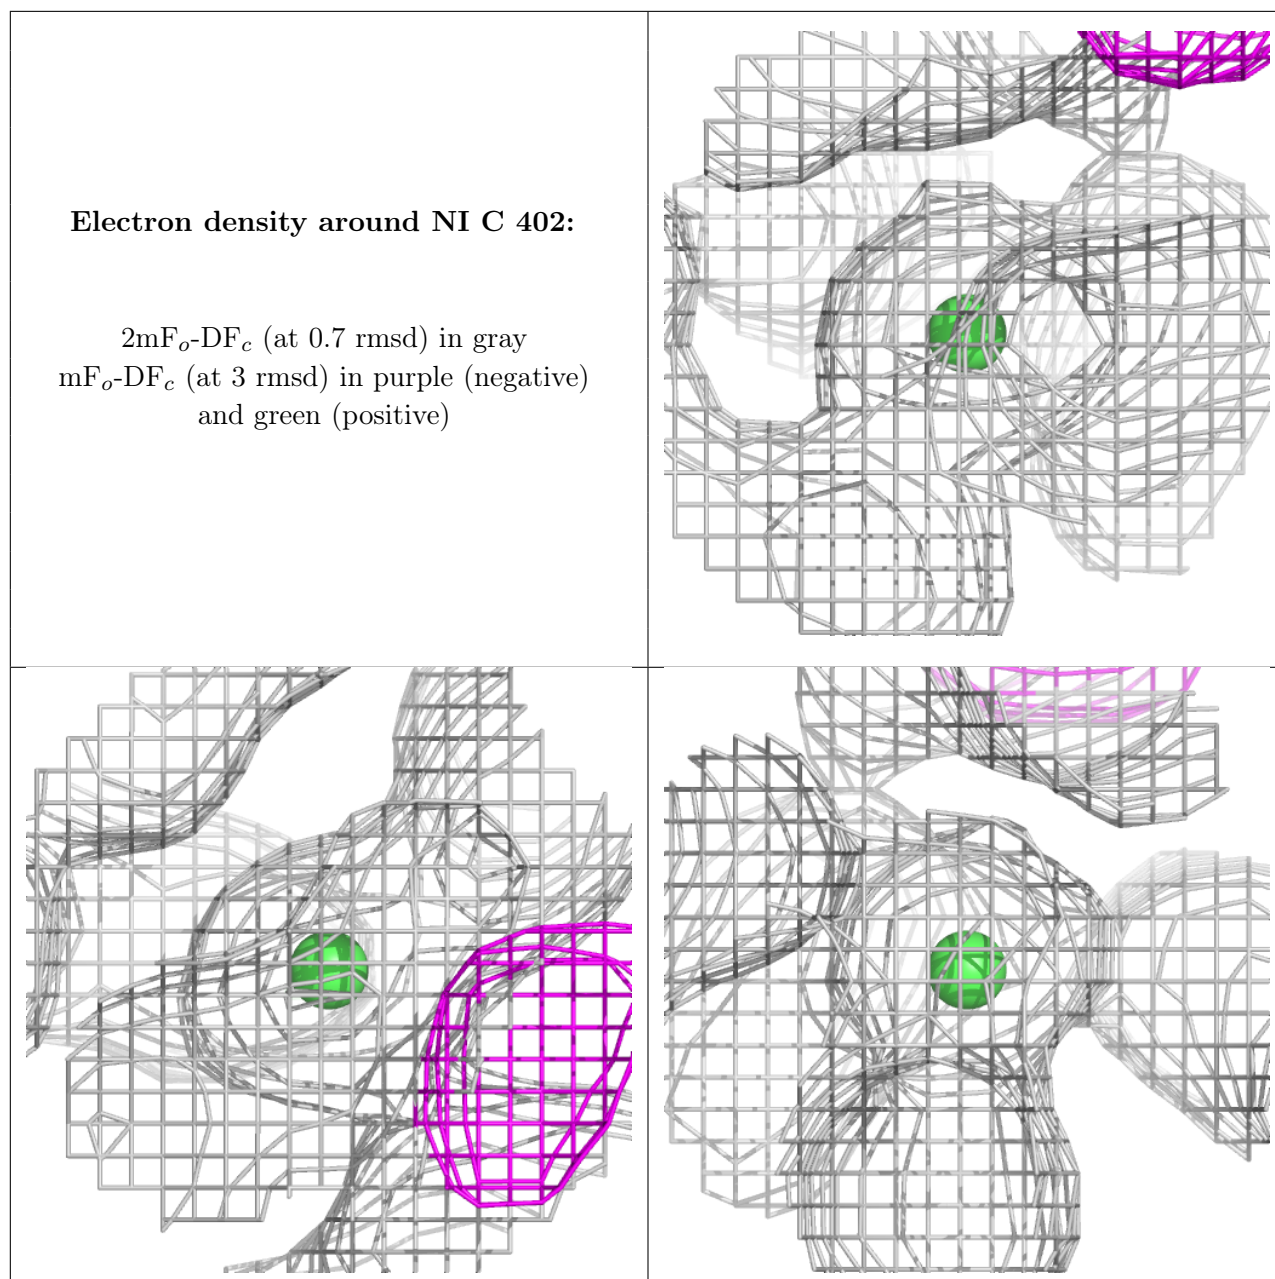 Electron density around NI C 402:
2mFo-DFc (at 0.7 rmsd) in gray
mFo-DFc (at 3 rmsd) in purple (negative)
and green (positive)